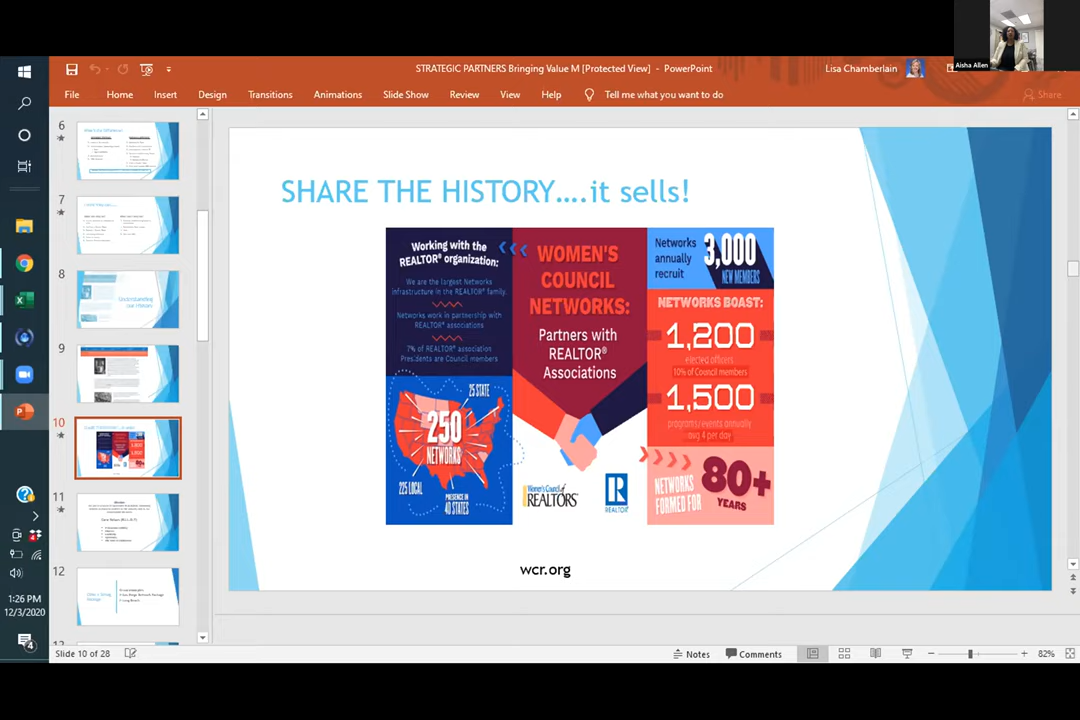 STRATEGIC PARTNERS Bringing Value M [Protected View] - PowerPoint
Lisa Chamberlain
Aisha Allen
File Home Insert Design Transitions Animations Slide Show Review View Help Tell me what you want to do
Share
6
7
8
Understanding
our History
9
10
11
12
SHARE THE HISTORY....it sells!
Working with the
REALTOR® organization:
We are the largest Networks
infrastructure in the REALTOR® family.
Networks work in partnership with
REALTOR® associations
7% of REALTOR® association
Presidents are Council members
25 STATE
250
NETWORKS
225 LOCAL
PRESENCE IN
40 STATES
WOMEN'S
COUNCIL
NETWORKS:
Partners with
REALTOR®
Associations
Women's Council of
REALTORS®
REALTOR®
Networks
annually
recruit
3,000
NEW MEMBERS
NETWORKS BOAST:
1,200
elected officers
10% of Council members
1,500
programs/events annually
avg 4 per day
NETWORKS
FORMED FOR
80+
YEARS
wcr.org
1:26 PM
12/3/2020
4
Slide 10 of 28
Notes
Comments
82%